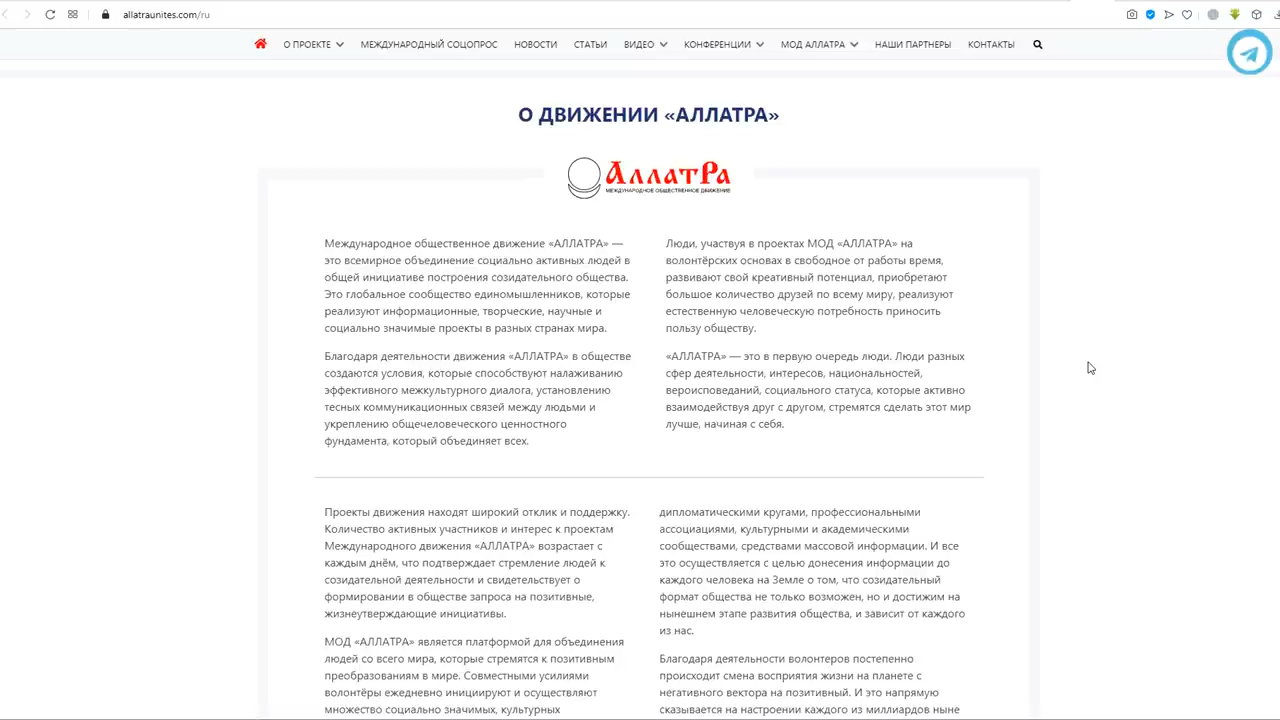 allatraunites.com/ru
О ПРОЕКТЕ МЕЖДУНАРОДНЫЙ СОЦОПРОС НОВОСТИ СТАТЬИ ВИДЕО КОНФЕРЕНЦИИ МОД АЛЛАТРА НАШИ ПАРТНЕРЫ КОНТАКТЫ
О ДВИЖЕНИИ «АЛЛАТРА»
АллатРа
МЕЖДУНАРОДНОЕ ОБЩЕСТВЕННОЕ ДВИЖЕНИЕ
Международное общественное движение «АЛЛАТРА» —
это всемирное объединение социально активных людей в
общей инициативе построения созидательного общества.
Это глобальное сообщество единомышленников, которые
реализуют информационные, творческие, научные и
социально значимые проекты в разных странах мира.
Благодаря деятельности движения «АЛЛАТРА» в обществе
создаются условия, которые способствуют налаживанию
эффективного межкультурного диалога, установлению
тесных коммуникационных связей между людьми и
укреплению общечеловеческого ценностного
фундамента, который объединяет всех.
Люди, участвуя в проектах МОД «АЛЛАТРА» на
волонтёрских основах в свободное от работы время,
развивают свой креативный потенциал, приобретают
большое количество друзей по всему миру, реализуют
естественную человеческую потребность приносить
пользу обществу.
«АЛЛАТРА» — это в первую очередь люди. Люди разных
сфер деятельности, интересов, национальностей,
вероисповеданий, социального статуса, которые активно
взаимодействуя друг с другом, стремятся сделать этот мир
лучше, начиная с себя.
Проекты движения находят широкий отклик и поддержку.
Количество активных участников и интерес к проектам
Международного движения «АЛЛАТРА» возрастает с
каждым днём, что подтверждает стремление людей к
созидательной деятельности и свидетельствует о
формировании в обществе запроса на позитивные,
жизнеутверждающие инициативы.
МОД «АЛЛАТРА» является платформой для объединения
людей со всего мира, которые стремятся к позитивным
преобразованиям в мире. Совместными усилиями
волонтёры ежедневно инициируют и осуществляют
множество социально значимых, культурных
дипломатическими кругами, профессиональными
ассоциациями, культурными и академическими
сообществами, средствами массовой информации. И все
это осуществляется с целью донесения информации до
каждого человека на Земле о том, что созидательный
формат общества не только возможен, но и достижим на
нынешнем этапе развития общества, и зависит от каждого
из нас.
Благодаря деятельности волонтеров постепенно
происходит смена восприятия жизни на планете с
негативного вектора на позитивный. И это напрямую
сказывается на настроении каждого из миллиардов ныне